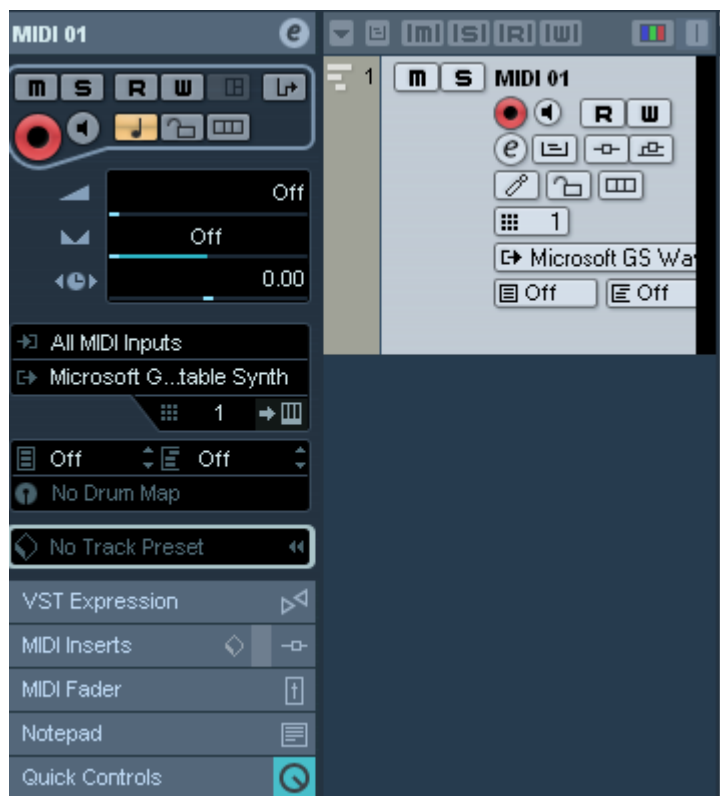 MIDI 01
e
M S R W
Off
Off
0.00
All MIDI Inputs
Microsoft G...table Synth
1
Off Off
No Drum Map
No Track Preset
VST Expression
MIDI Inserts
MIDI Fader
Notepad
Quick Controls
M S R W
1 M S MIDI 01
R W
e
1
Microsoft GS Wa
Off Off